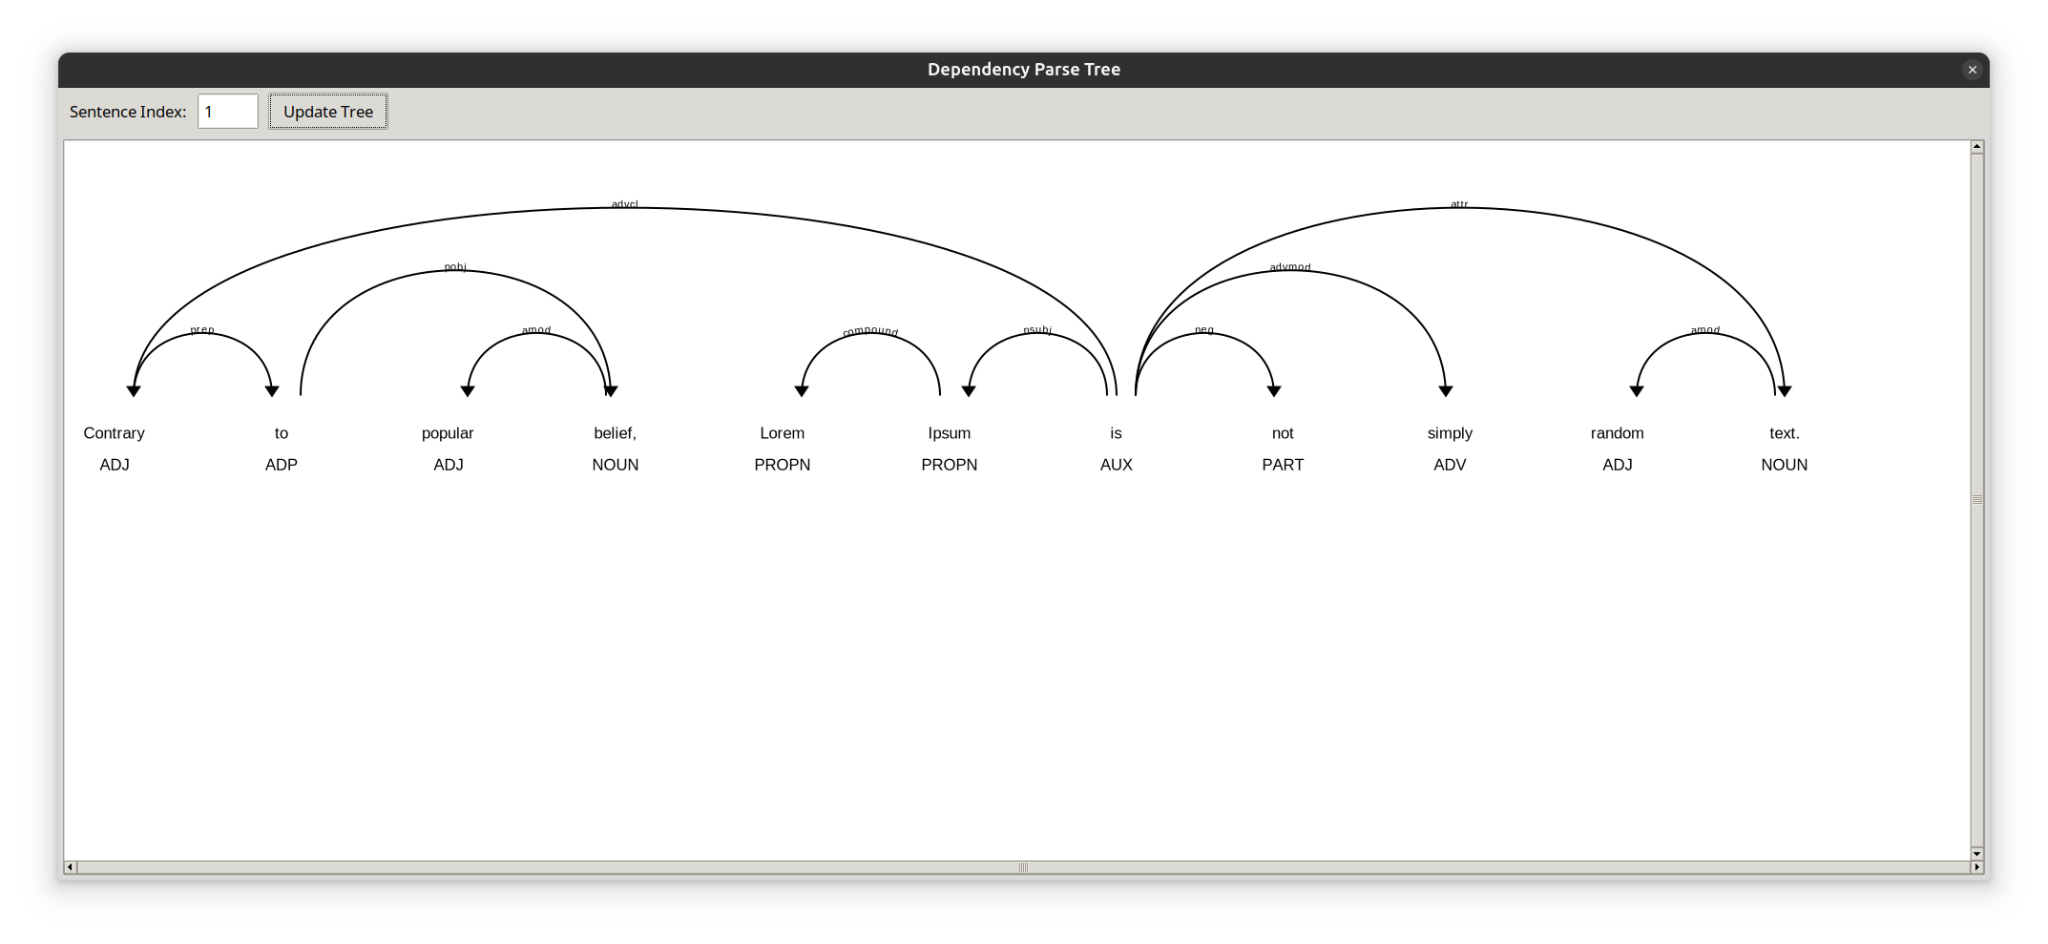 Dependency Parse Tree
Sentence Index: 1 Update Tree
advcl attr
pobj advmod
prep amod compound nsubj neg amod
Contrary to popular belief, Lorem Ipsum is not simply random text.
ADJ ADP ADJ NOUN PROPN PROPN AUX PART ADV ADJ NOUN